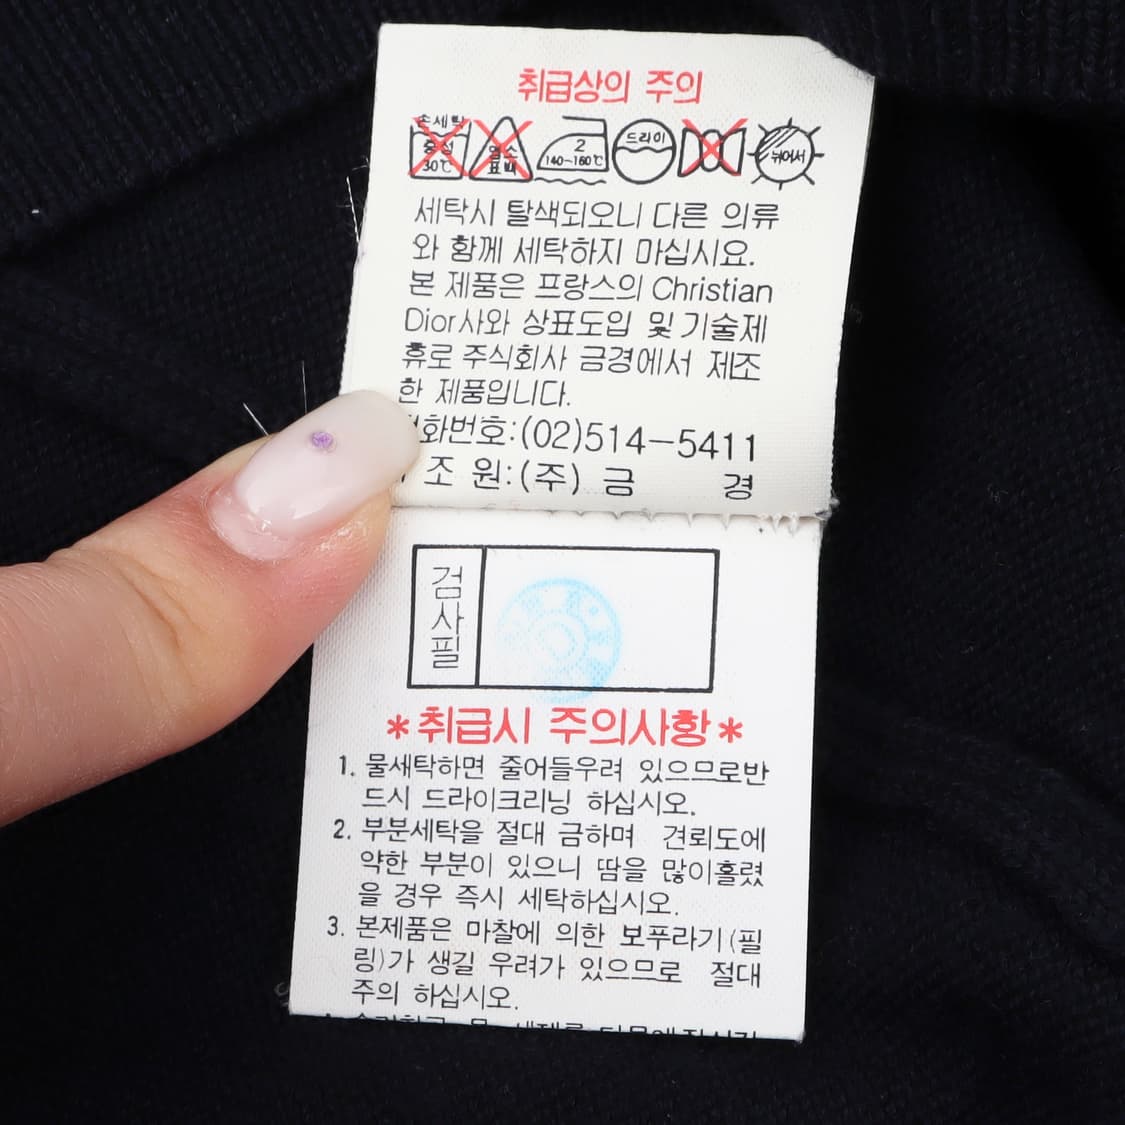 취급상의 주의
손세탁 중성 30℃
염소 표백
2 140~160℃
드라이
뉘어서
세탁시 탈색되오니 다른 의류
와 함께 세탁하지 마십시요.
본 제품은 프랑스의 Christian
Dior사와 상표도입 및 기술제
휴로 주식회사 금경에서 제조
한 제품입니다.
화번호:(02)514-5411
조 원:(주) 금 경
검사필
*취급시 주의사항*
1. 물세탁하면 줄어들우려 있으므로반
드시 드라이크리닝 하십시오.
2. 부분세탁을 절대 금하며 견뢰도에
약한 부분이 있으니 땀을 많이흘렸
을 경우 즉시 세탁하십시오.
3. 본제품은 마찰에 의한 보푸라기(필
링)가 생길 우려가 있으므로 절대
주의 하십시오.